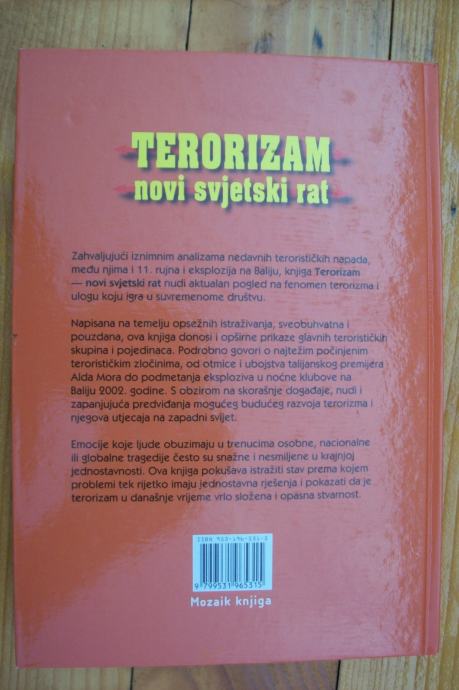 TERORIZAM
novi svjetski rat
Zahvaljujući iznimnim analizama nedavnih terorističkih napada,
među njima i 11. rujna i eksplozija na Baliju, knjiga Terorizam
— novi svjetski rat nudi aktualan pogled na fenomen terorizma i
ulogu koju igra u suvremenome društvu.
Napisana na temelju opsežnih istraživanja, sveobuhvatna i
pouzdana, ova knjiga donosi i opširne prikaze glavnih terorističkih
skupina i pojedinaca. Podrobno govori o najtežim počinjenim
terorističkim zločinima, od otmice i ubojstva talijanskog premijera
Alda Mora do podmetanja eksploziva u noćne klubove na
Baliju 2002. godine. S obzirom na skorašnje događaje, nudi i
zapanjujuća predviđanja mogućeg budućeg razvoja terorizma i
njegova utjecaja na zapadni svijet.
Emocije koje ljude obuzimaju u trenucima osobne, nacionalne
ili globalne tragedije često su snažne i nesmiljene u krajnjoj
jednostavnosti. Ova knjiga pokušava istražiti stav prema kojem
problemi tek rijetko imaju jednostavna rješenja i pokazati da je
terorizam u današnje vrijeme vrlo složena i opasna stvarnost.
ISBN
9 799531 965315
Mozaik knjiga